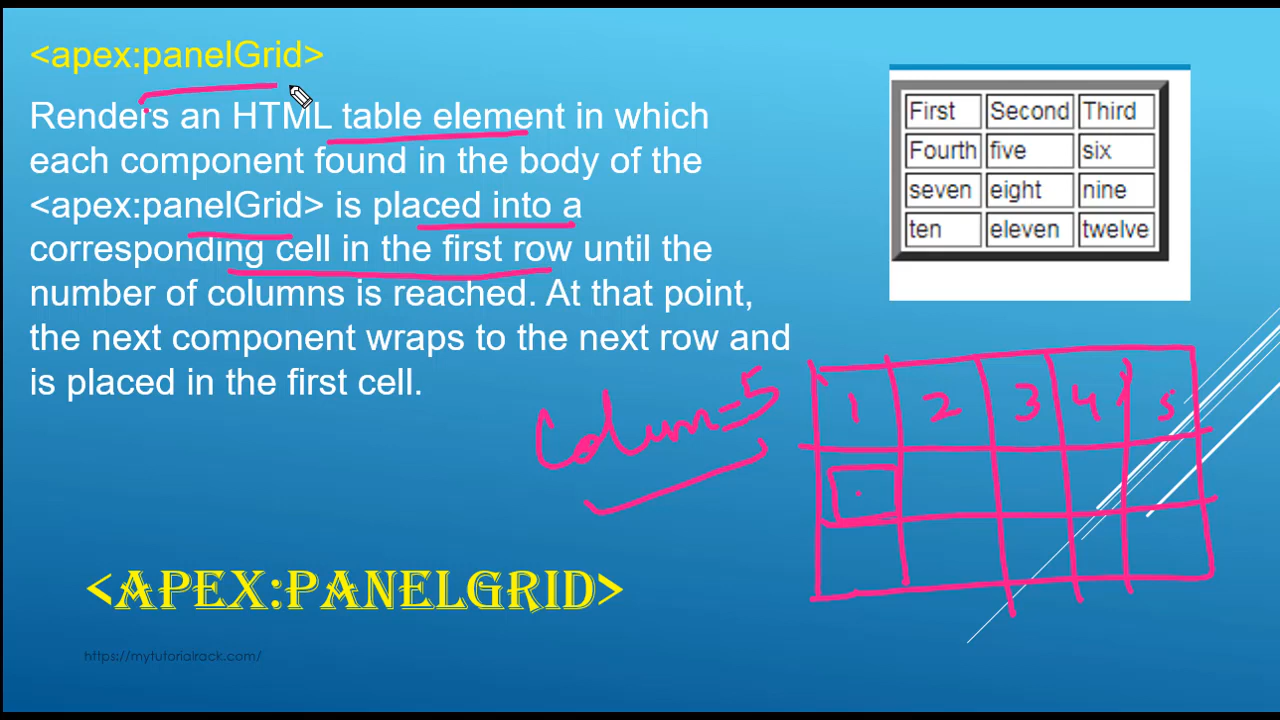 <apex:panelGrid>
Renders an HTML table element in which
each component found in the body of the
<apex:panelGrid> is placed into a
corresponding cell in the first row until the
number of columns is reached. At that point,
the next component wraps to the next row and
is placed in the first cell.
First Second Third
Fourth five six
seven eight nine
ten eleven twelve
Colum=5
1 2 3 4 5
<APEX:PANELGRID>
https://mytutorialrack.com/